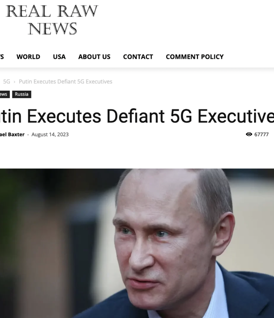 REAL RAW
NEWS
S WORLD USA ABOUT US CONTACT COMMENT POLICY
5G › Putin Executes Defiant 5G Executives
ews Russia
tin Executes Defiant 5G Executive
ael Baxter - August 14, 2023 67777